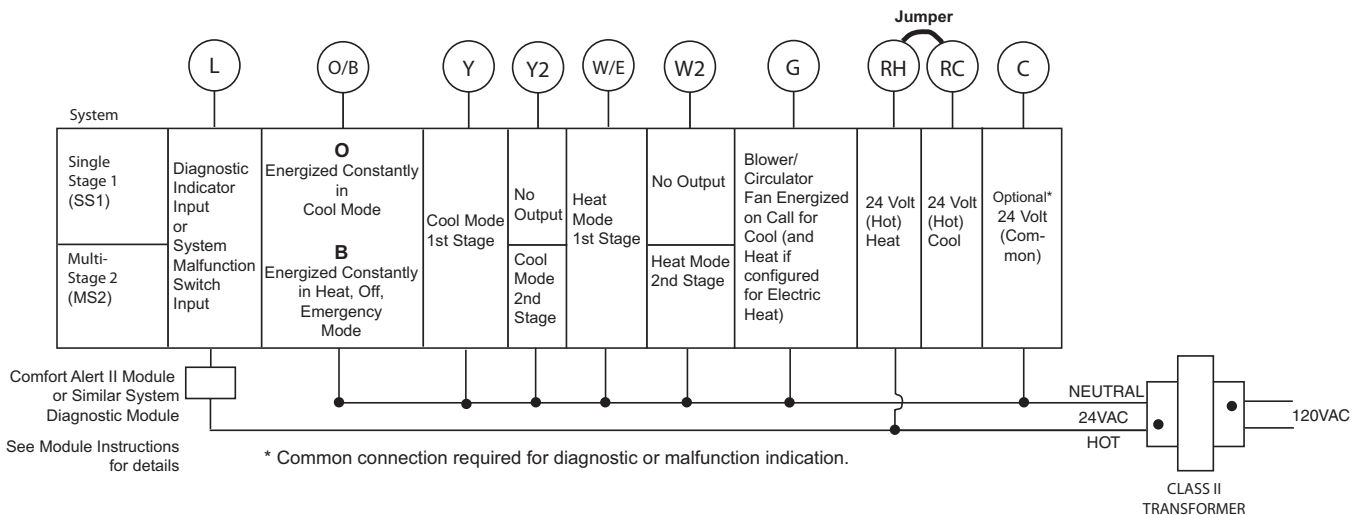 Jumper
L
O/B
Y
Y2
W/E
W2
G
RH
RC
C
System
Single
Stage 1
(SS1)
Multi-
Stage 2
(MS2)
Diagnostic
Indicator
Input
or
System
Malfunction
Switch
Input
O
Energized Constantly
in
Cool Mode
B
Energized Constantly
in Heat, Off,
Emergency
Mode
Cool Mode
1st Stage
No
Output
Cool
Mode
2nd
Stage
Heat
Mode
1st Stage
No Output
Heat Mode
2nd Stage
Blower/
Circulator
Fan Energized
on Call for
Cool (and
Heat if
configured
for Electric
Heat)
24 Volt
(Hot)
Heat
24 Volt
(Hot)
Cool
Optional*
24 Volt
(Com-
mon)
Comfort Alert II Module
or Similar System
Diagnostic Module
See Module Instructions
for details
NEUTRAL
24VAC
HOT
120VAC
CLASS II
TRANSFORMER
* Common connection required for diagnostic or malfunction indication.